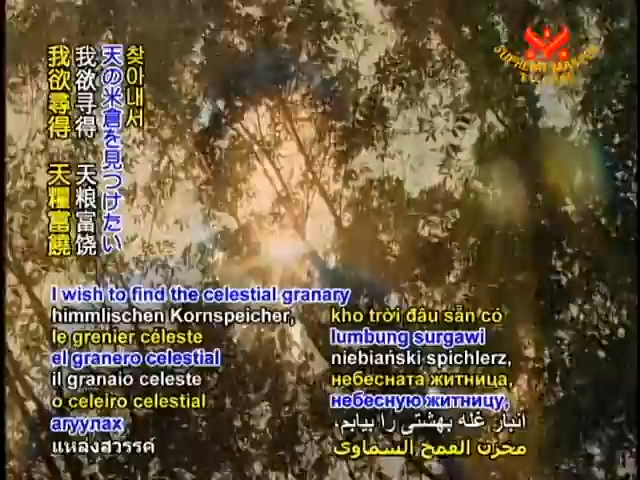 찾아내서
天の米倉を見つけたい
我欲寻得 天粮富饶
我欲尋得 天糧富饒
SUPREME MASTER
I wish to find the celestial granary
himmlischen Kornspeicher,
le grenier céleste
el granero celestial
il granaio celeste
o celeiro celestial
агуулах
แหล่งสวรรค์
kho trời đâu sẵn có
lumbung surgawi
niebiański spichlerz,
небесната житница,
небесную житницу,
انبار غله بهشتی را بیابم،
مخزن القمح السماوى